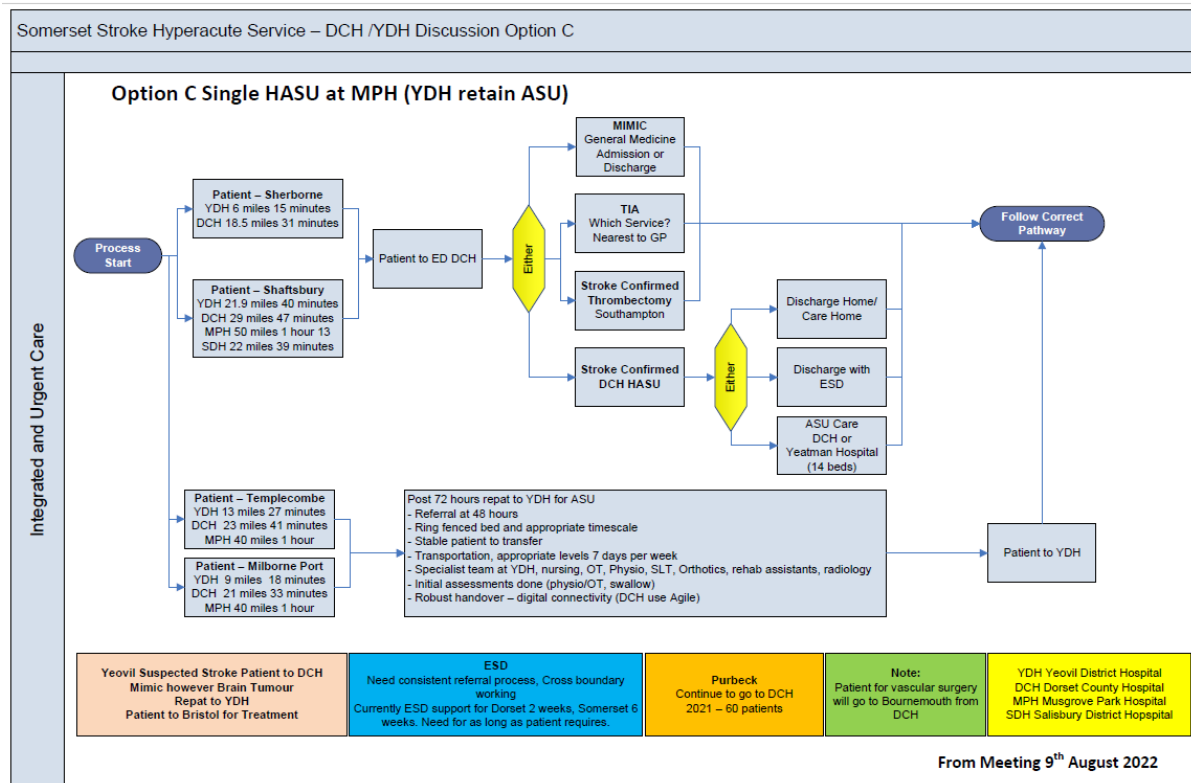 Somerset Stroke Hyperacute Service – DCH /YDH Discussion Option C
Integrated and Urgent Care
Option C Single HASU at MPH (YDH retain ASU)
Process
Start
Patient – Sherborne
YDH 6 miles 15 minutes
DCH 18.5 miles 31 minutes
Patient – Shaftsbury
YDH 21.9 miles 40 minutes
DCH 29 miles 47 minutes
MPH 50 miles 1 hour 13
SDH 22 miles 39 minutes
Patient to ED DCH
Either
MIMIC
General Medicine
Admission or
Discharge
TIA
Which Service?
Nearest to GP
Stroke Confirmed
Thrombectomy
Southampton
Stroke Confirmed
DCH HASU
Either
Discharge Home/
Care Home
Discharge with
ESD
ASU Care
DCH or
Yeatman Hospital
(14 beds)
Follow Correct
Pathway
Patient – Templecombe
YDH 13 miles 27 minutes
DCH 23 miles 41 minutes
MPH 40 miles 1 hour
Patient – Milborne Port
YDH 9 miles 18 minutes
DCH 21 miles 33 minutes
MPH 40 miles 1 hour
Post 72 hours repat to YDH for ASU
- Referral at 48 hours
- Ring fenced bed and appropriate timescale
- Stable patient to transfer
- Transportation, appropriate levels 7 days per week
- Specialist team at YDH, nursing, OT, Physio, SLT, Orthotics, rehab assistants, radiology
- Initial assessments done (physio/OT, swallow)
- Robust handover – digital connectivity (DCH use Agile)
Patient to YDH
Yeovil Suspected Stroke Patient to DCH
Mimic however Brain Tumour
Repat to YDH
Patient to Bristol for Treatment
ESD
Need consistent referral process, Cross boundary
working
Currently ESD support for Dorset 2 weeks, Somerset 6
weeks. Need for as long as patient requires.
Purbeck
Continue to go to DCH
2021 – 60 patients
Note:
Patient for vascular surgery
will go to Bournemouth from
DCH
YDH Yeovil District Hospital
DCH Dorset County Hospital
MPH Musgrove Park Hospital
SDH Salisbury District Hopspital
From Meeting 9th August 2022